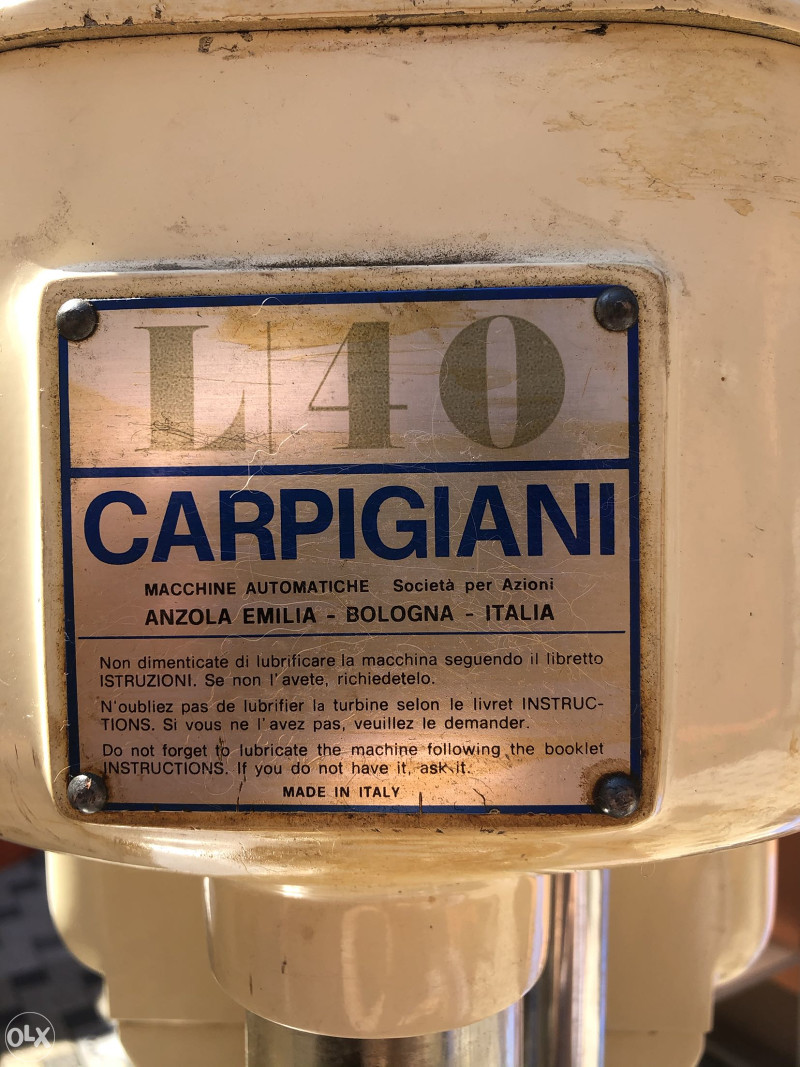 L/40
CARPIGIANI
MACCHINE AUTOMATICHE Società per Azioni
ANZOLA EMILIA - BOLOGNA - ITALIA
Non dimenticate di lubrificare la macchina seguendo il libretto
ISTRUZIONI. Se non l'avete, richiedetelo.
N'oubliez pas de lubrifier la turbine selon le livret INSTRUC-
TIONS. Si vous ne l'avez pas, veuillez le demander.
Do not forget to lubricate the machine following the booklet
INSTRUCTIONS. If you do not have it, ask it.
MADE IN ITALY
OLX